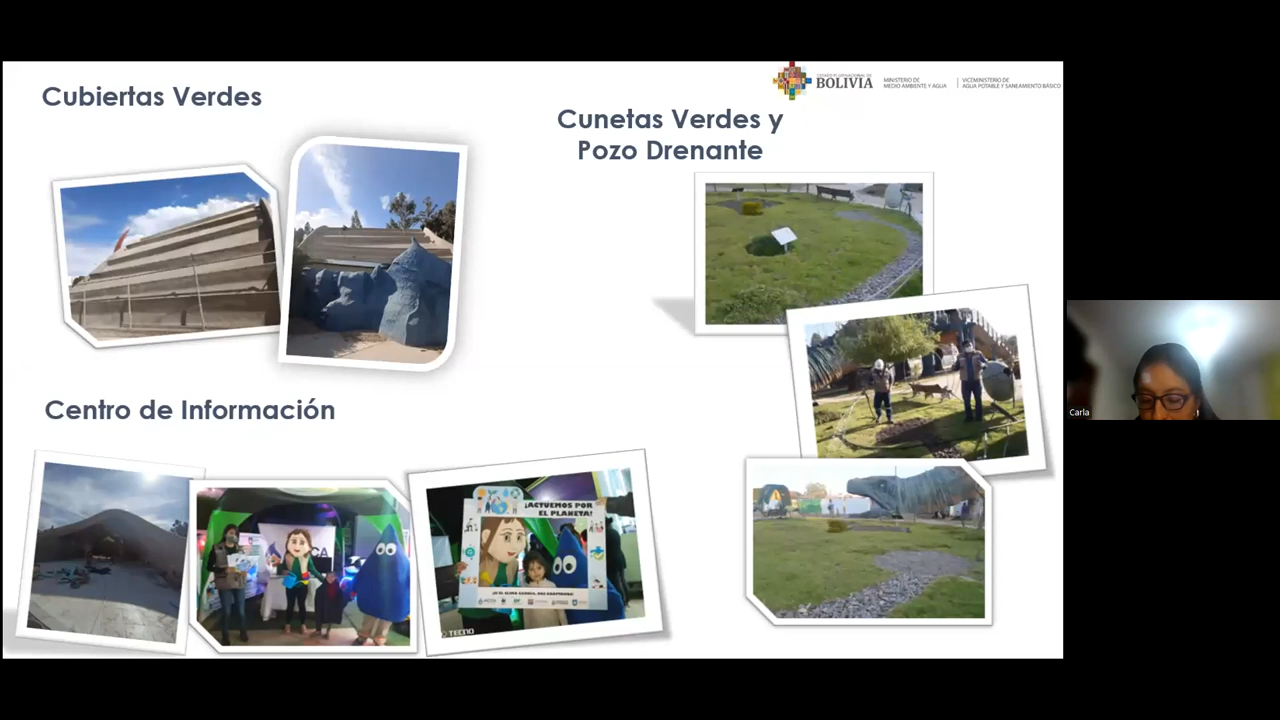 Cubiertas Verdes
ESTADO PLURINACIONAL DE
BOLIVIA
MINISTERIO DE
MEDIO AMBIENTE Y AGUA
VICEMINISTERIO DE
AGUA POTABLE Y SANEAMIENTO BÁSICO
Cunetas Verdes y
Pozo Drenante
Carla
Centro de Información
¡ACTUEMOS POR
EL PLANETA!
TECNO